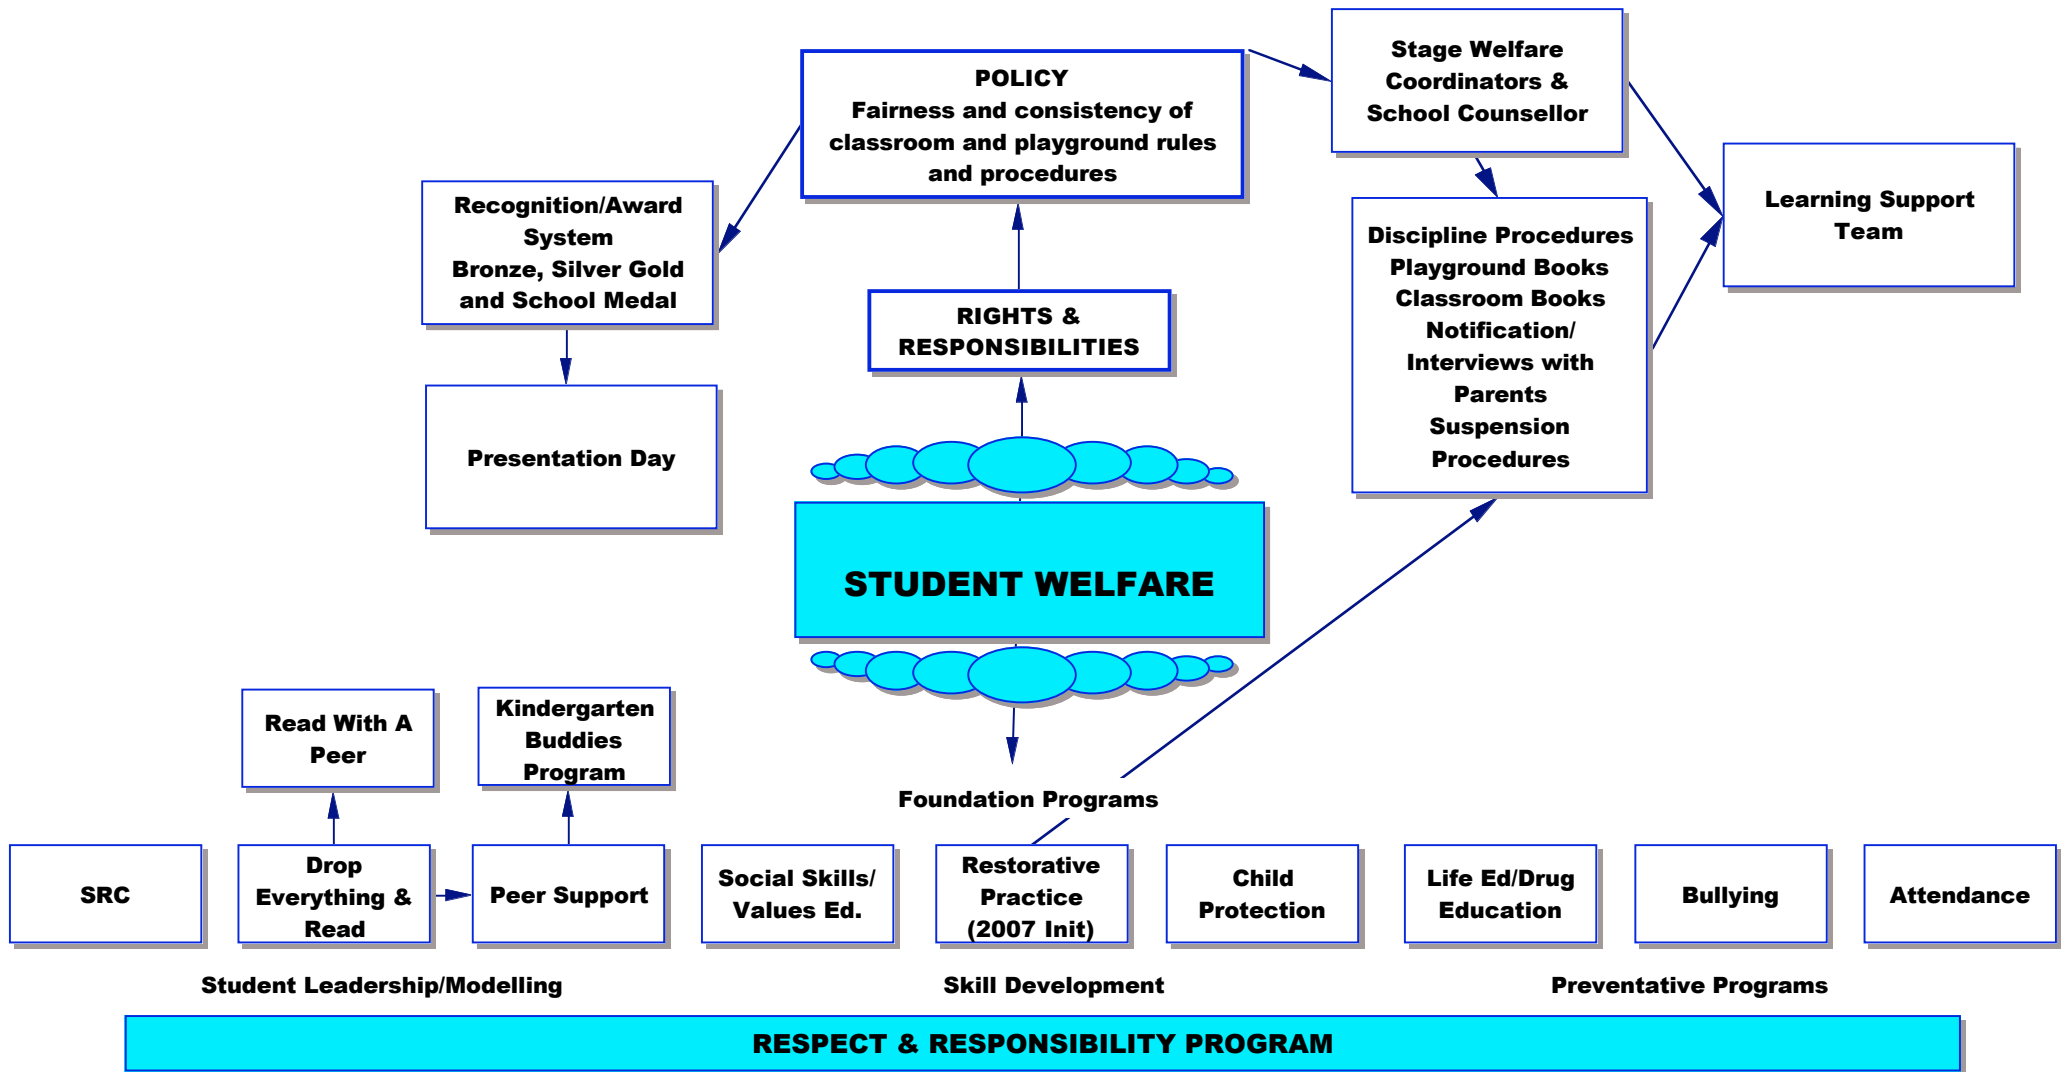 Stage Welfare
Coordinators &
School Counsellor
POLICY
Fairness and consistency of
classroom and playground rules
and procedures
Learning Support
Team
Recognition/Award
System
Bronze, Silver Gold
and School Medal
Discipline Procedures
Playground Books
Classroom Books
Notification/
Interviews with
Parents
Suspension
Procedures
RIGHTS &
RESPONSIBILITIES
Presentation Day
STUDENT WELFARE
Read With A
Peer
Kindergarten
Buddies
Program
Foundation Programs
SRC
Drop
Everything &
Read
Peer Support
Social Skills/
Values Ed.
Restorative
Practice
(2007 Init)
Child
Protection
Life Ed/Drug
Education
Bullying
Attendance
Student Leadership/Modelling
Skill Development
Preventative Programs
RESPECT & RESPONSIBILITY PROGRAM